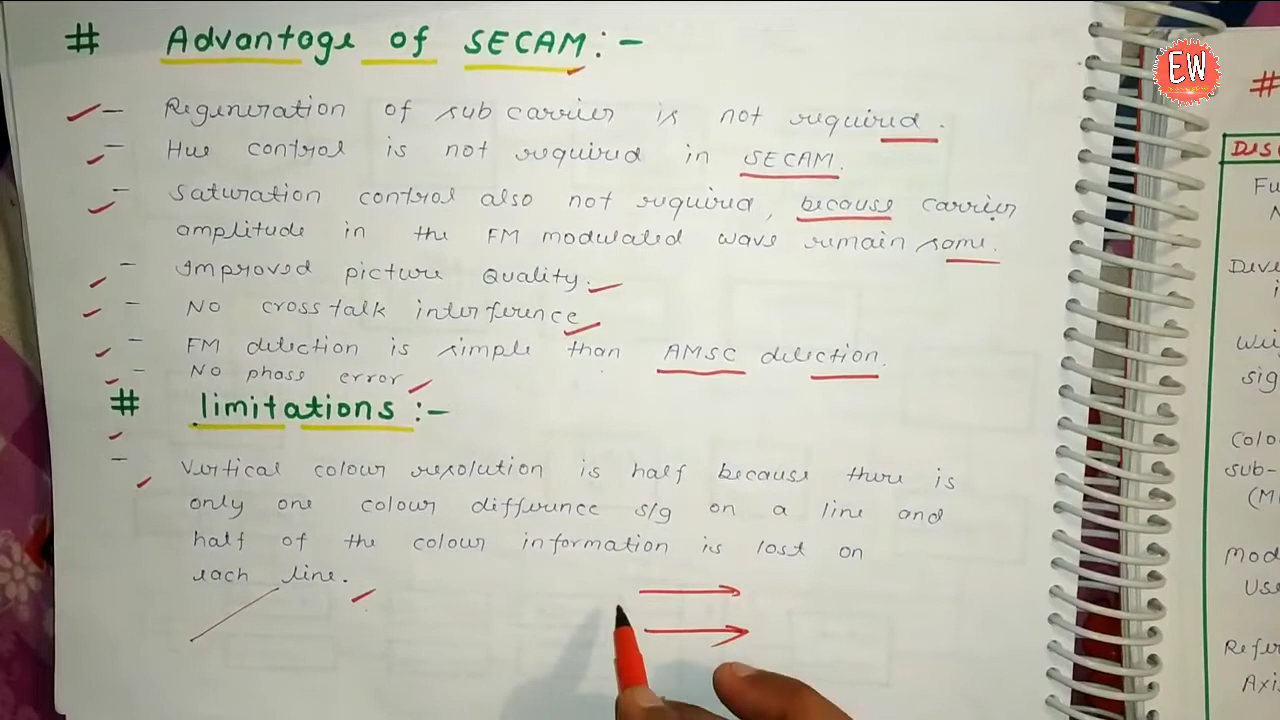 # Advantage of SECAM:-
EW
– Regeneration of sub carrier is not required.
– Hue control is not required in SECAM.
– Saturation control also not required, because carrier
amplitude in the FM modulated wave remain same.
– Improved picture Quality.
– No cross talk interference
– FM detection is simple than AMSC detection.
– No phase error
# limitations :-
– Vertical colour resolution is half because there is
only one colour difference s/g on a line and
half of the colour information is lost on
each line.
#
Fu
Deve
sig
Colo
sub-
(M
Mod
Use
Refe
Axi